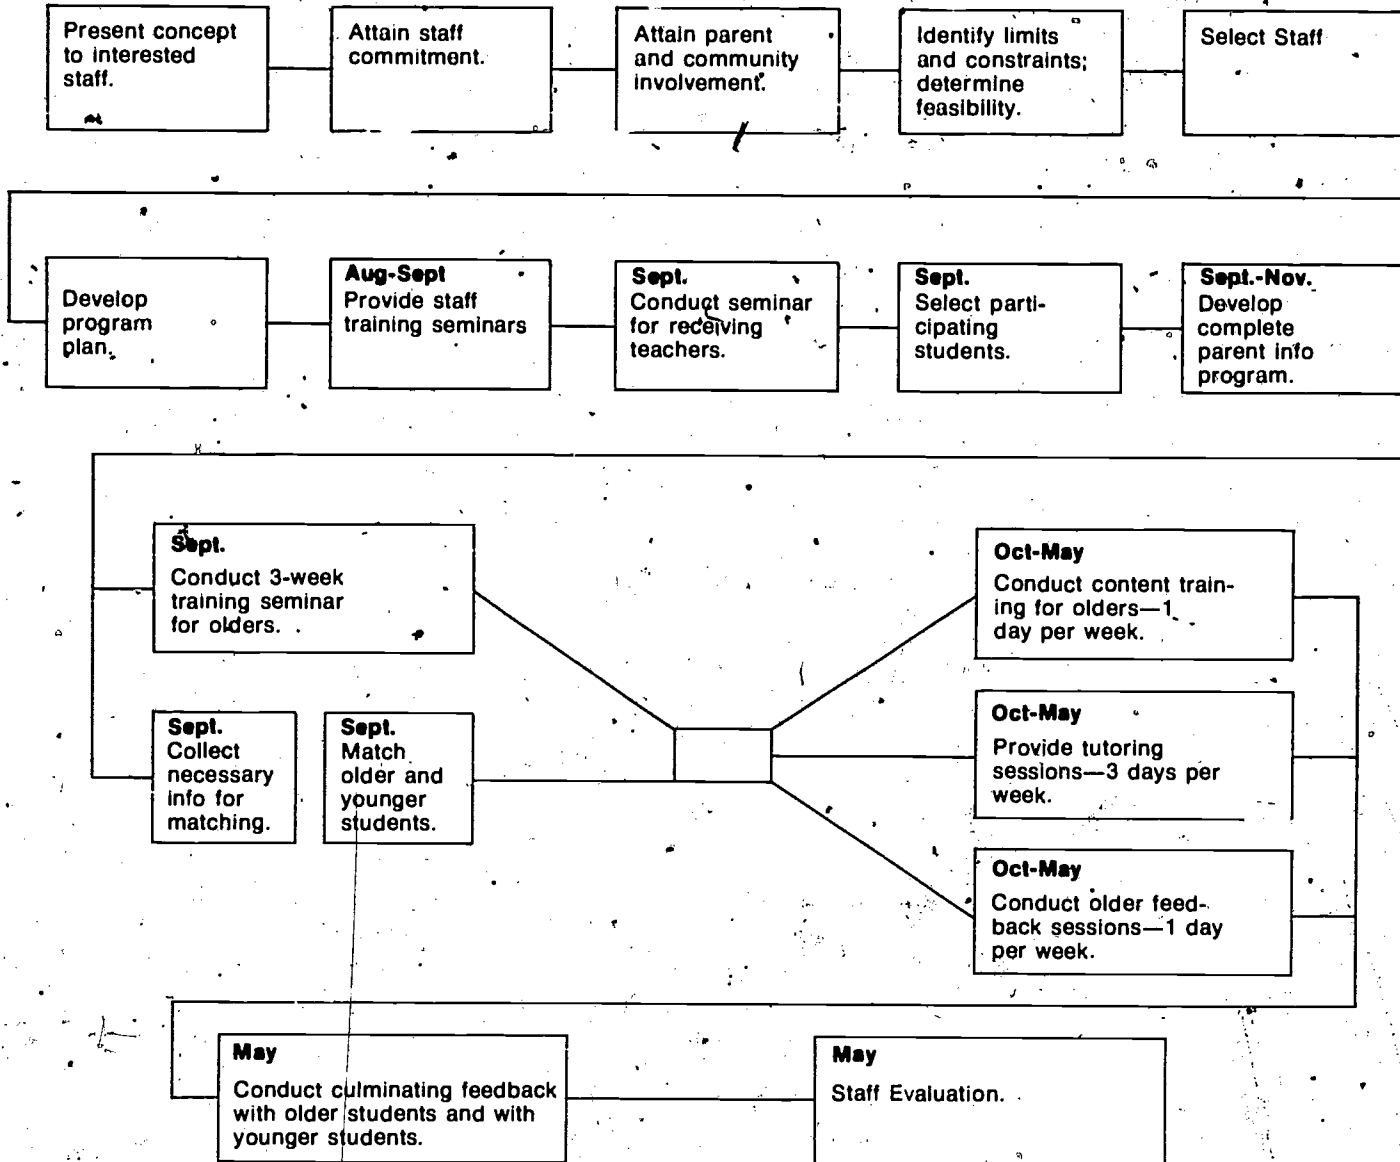 Present concept
to interested
staff.
Attain staff
commitment.
Attain parent
and community
involvement.
Identify limits
and constraints;
determine
feasibility.
Select Staff
Develop
program
plan.
Aug-Sept
Provide staff
training seminars
Sept.
Conduct seminar
for receiving
teachers.
Sept.
Select parti-
cipating
students.
Sept.-Nov.
Develop
complete
parent info
program.
Sept.
Conduct 3-week
training seminar
for olders.
Sept.
Collect
necessary
info for
matching.
Sept.
Match
older and
younger
students.
Oct-May
Conduct content train-
ing for olders—1
day per week.
Oct-May
Provide tutoring
sessions—3 days per
week.
Oct-May
Conduct older feed-
back sessions—1 day
per week.
May
Conduct culminating feedback
with older students and with
younger students.
May
Staff Evaluation.